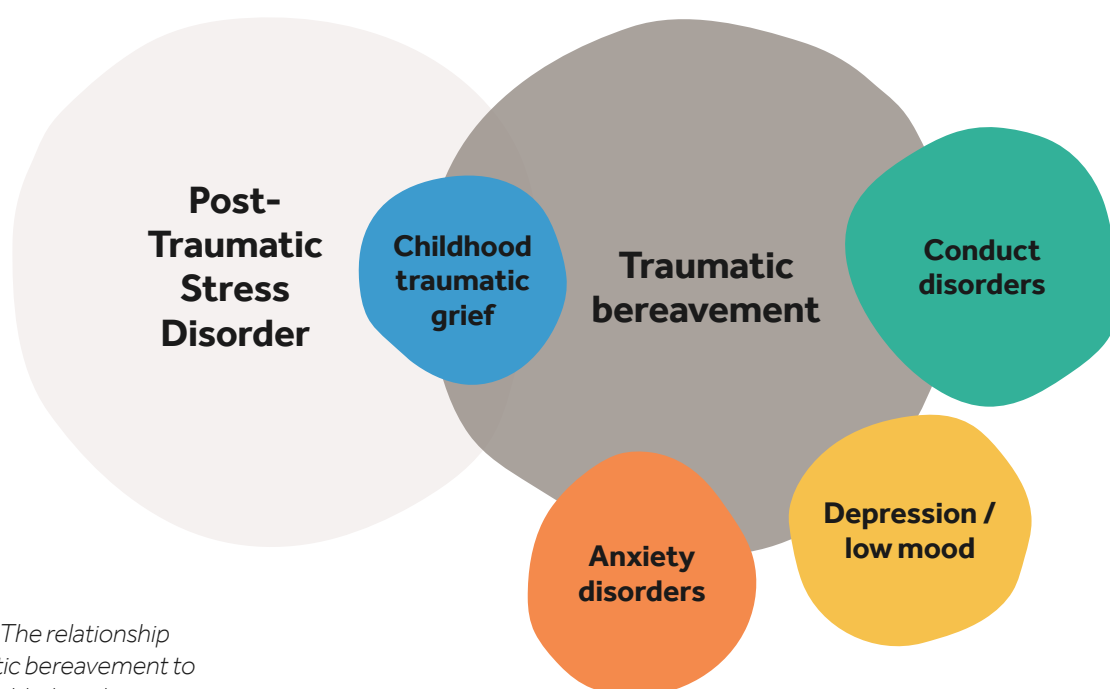 Post-
Traumatic
Stress
Disorder
Childhood
traumatic
grief
Traumatic
bereavement
Conduct
disorders
Anxiety
disorders
Depression /
low mood
The relationship
tic bereavement to